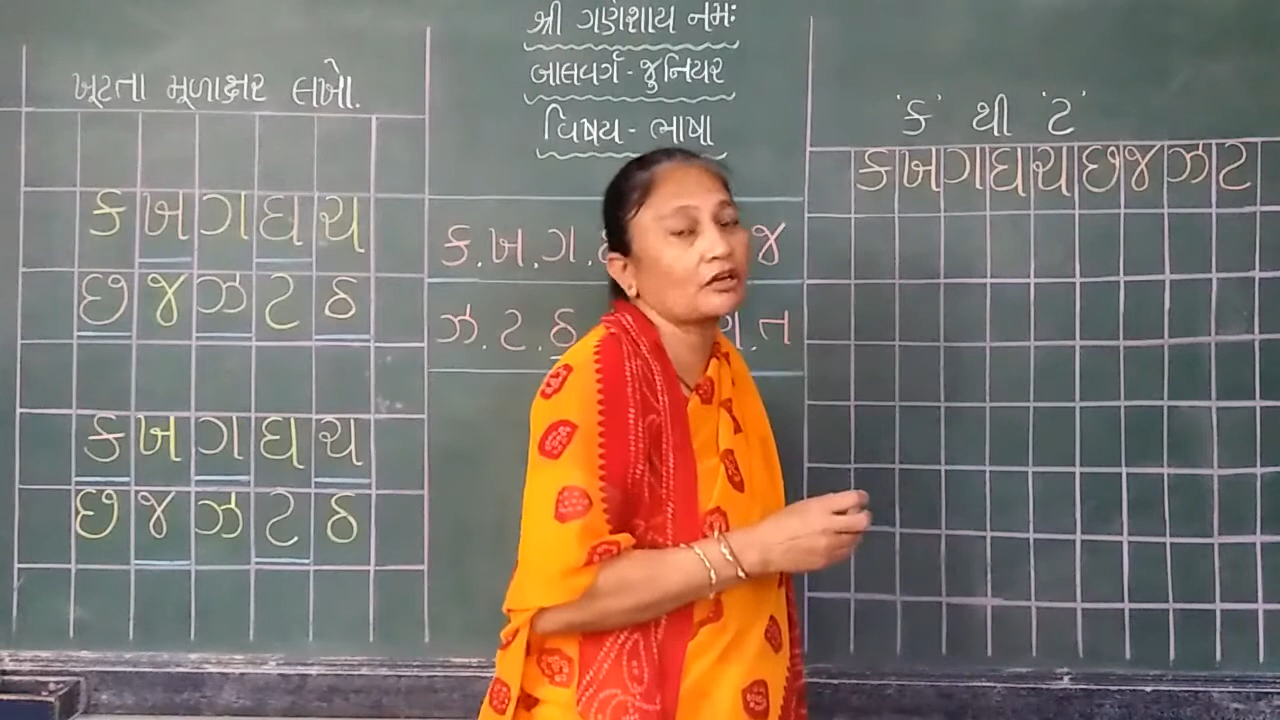 શ્રી ગણેશાય નમઃ
બાલવર્ગ - જુનિયર
વિષય - ભાષા
ખૂટતા મૂળાક્ષર લખો.
ક ખ ગ ઘ ચ
છ જ ઝ ટ ઠ
ક ખ ગ ઘ ચ
છ જ ઝ ટ ઠ
ક . ખ . ગ . જ
ઝ . ટ . ઠ . ત
'ક' થી 'ટ'
ક ખ ગ ઘ ચ છ જ ઝ ટ